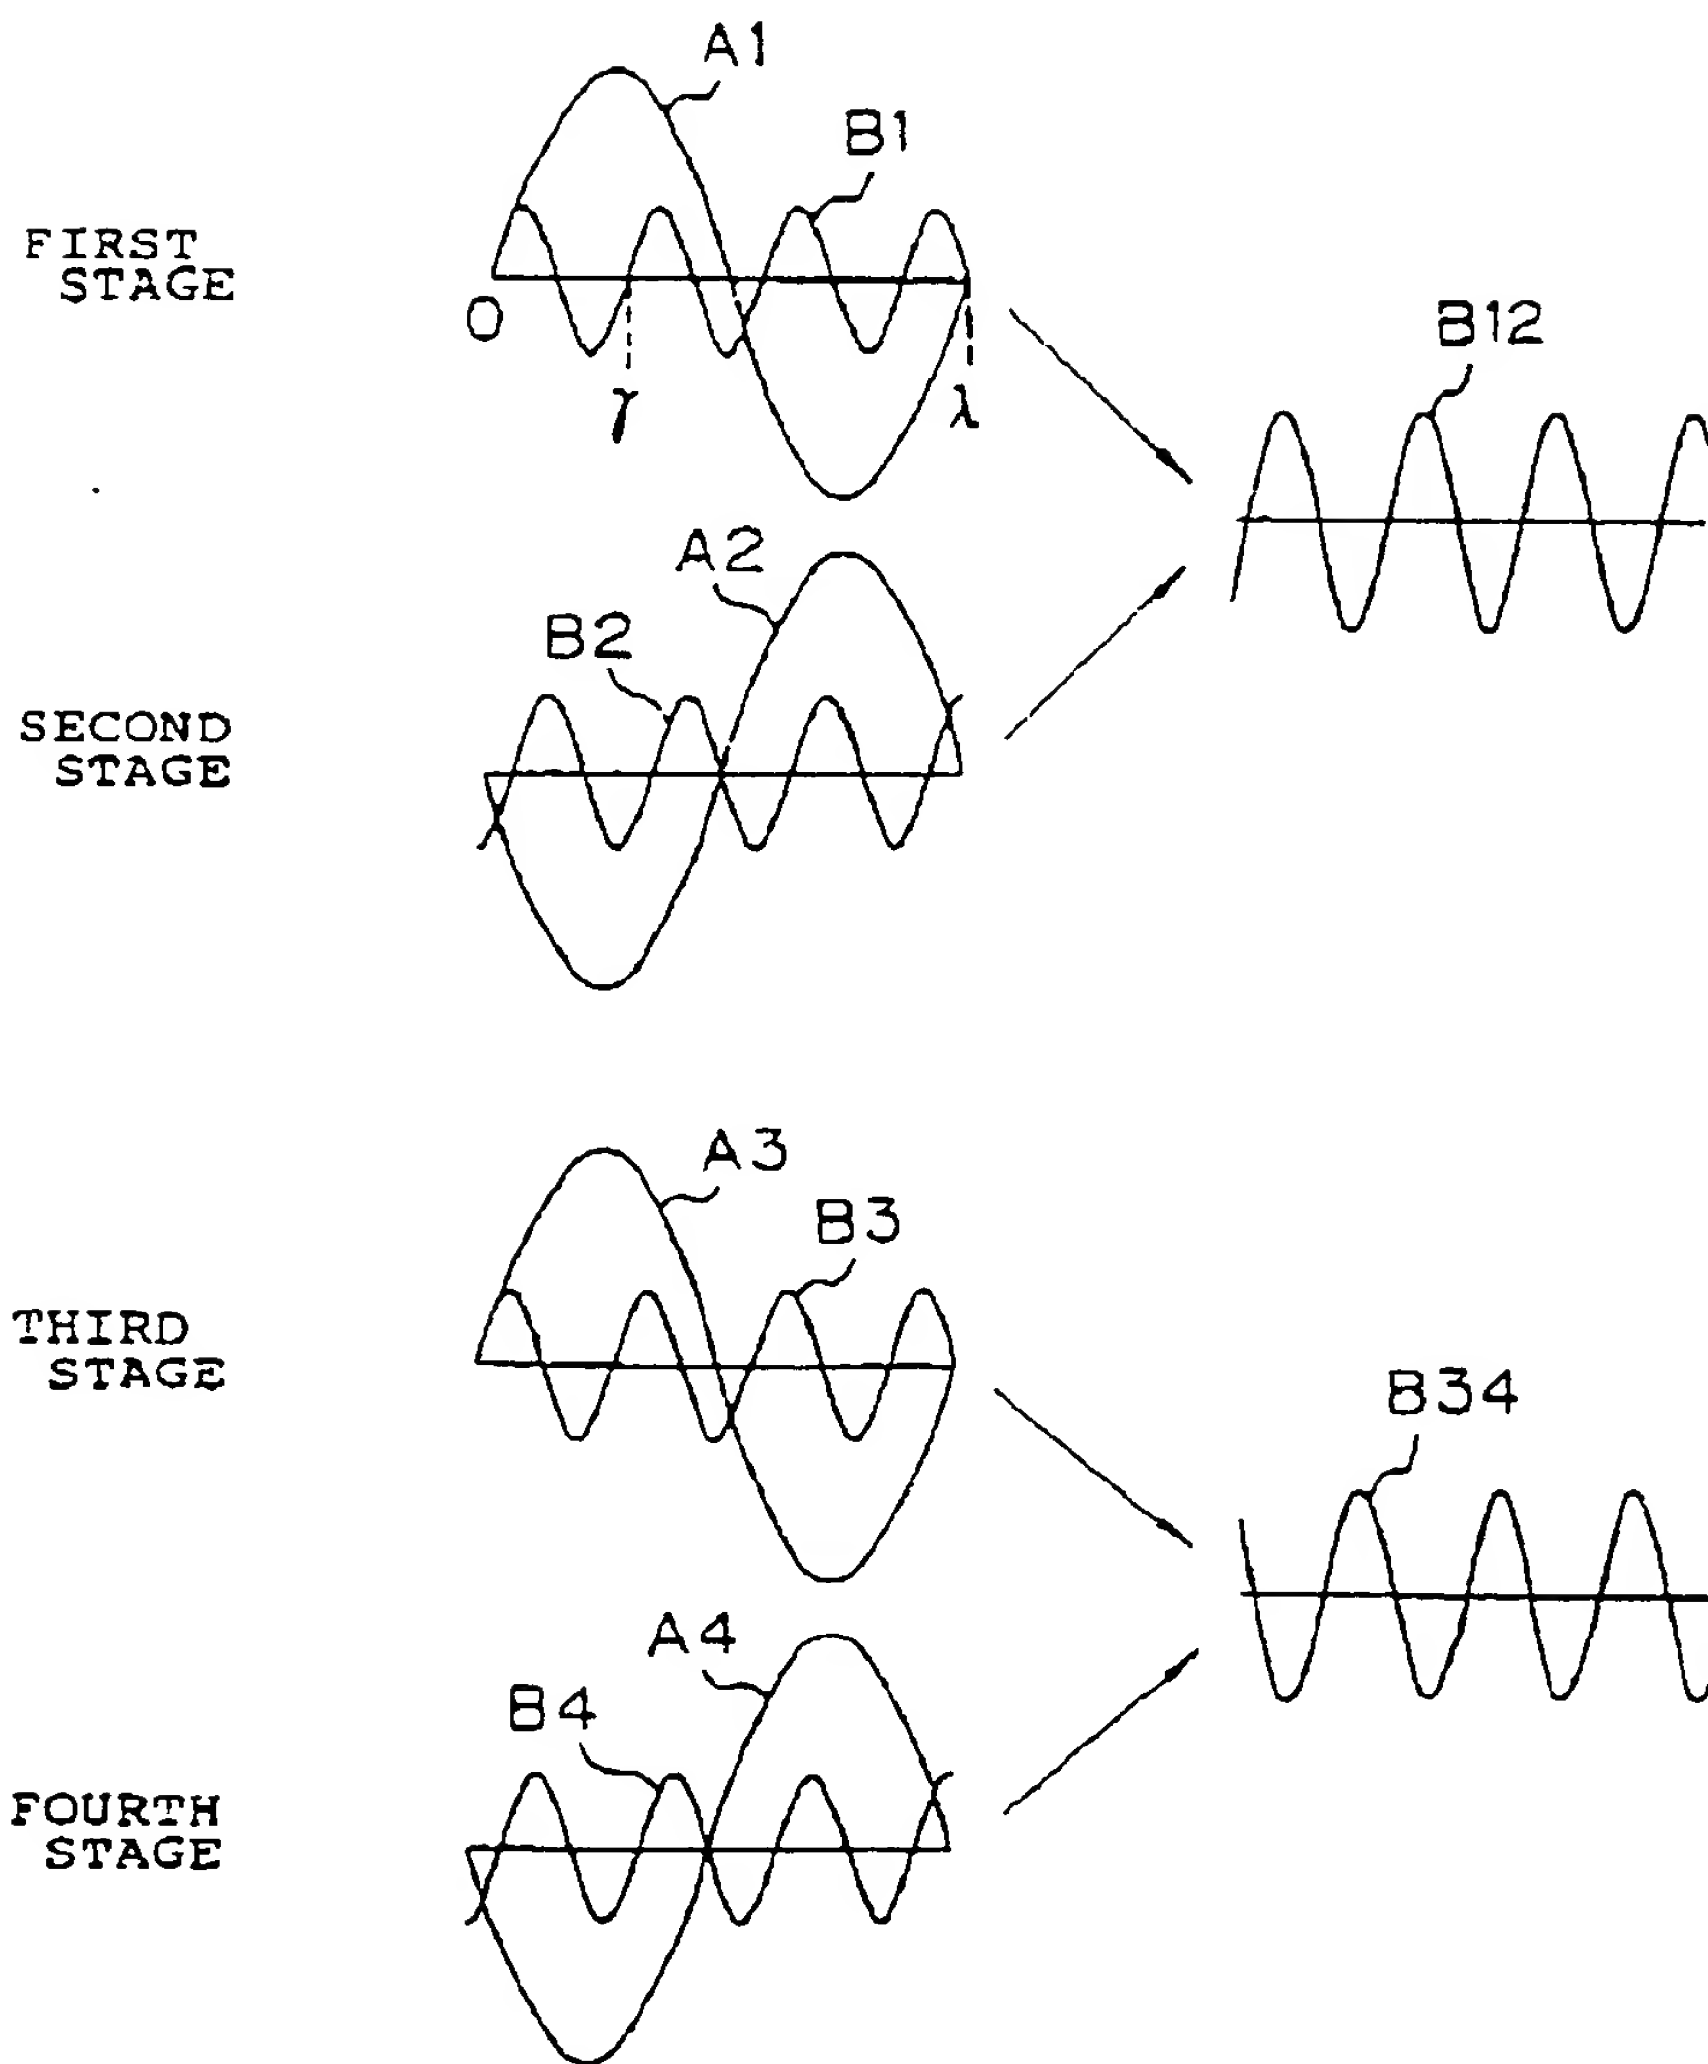 A1
B1
FIRST
STAGE
0
γ
λ
B12
A2
B2
SECOND
STAGE
A3
B3
THIRD
STAGE
B34
A4
B4
FOURTH
STAGE